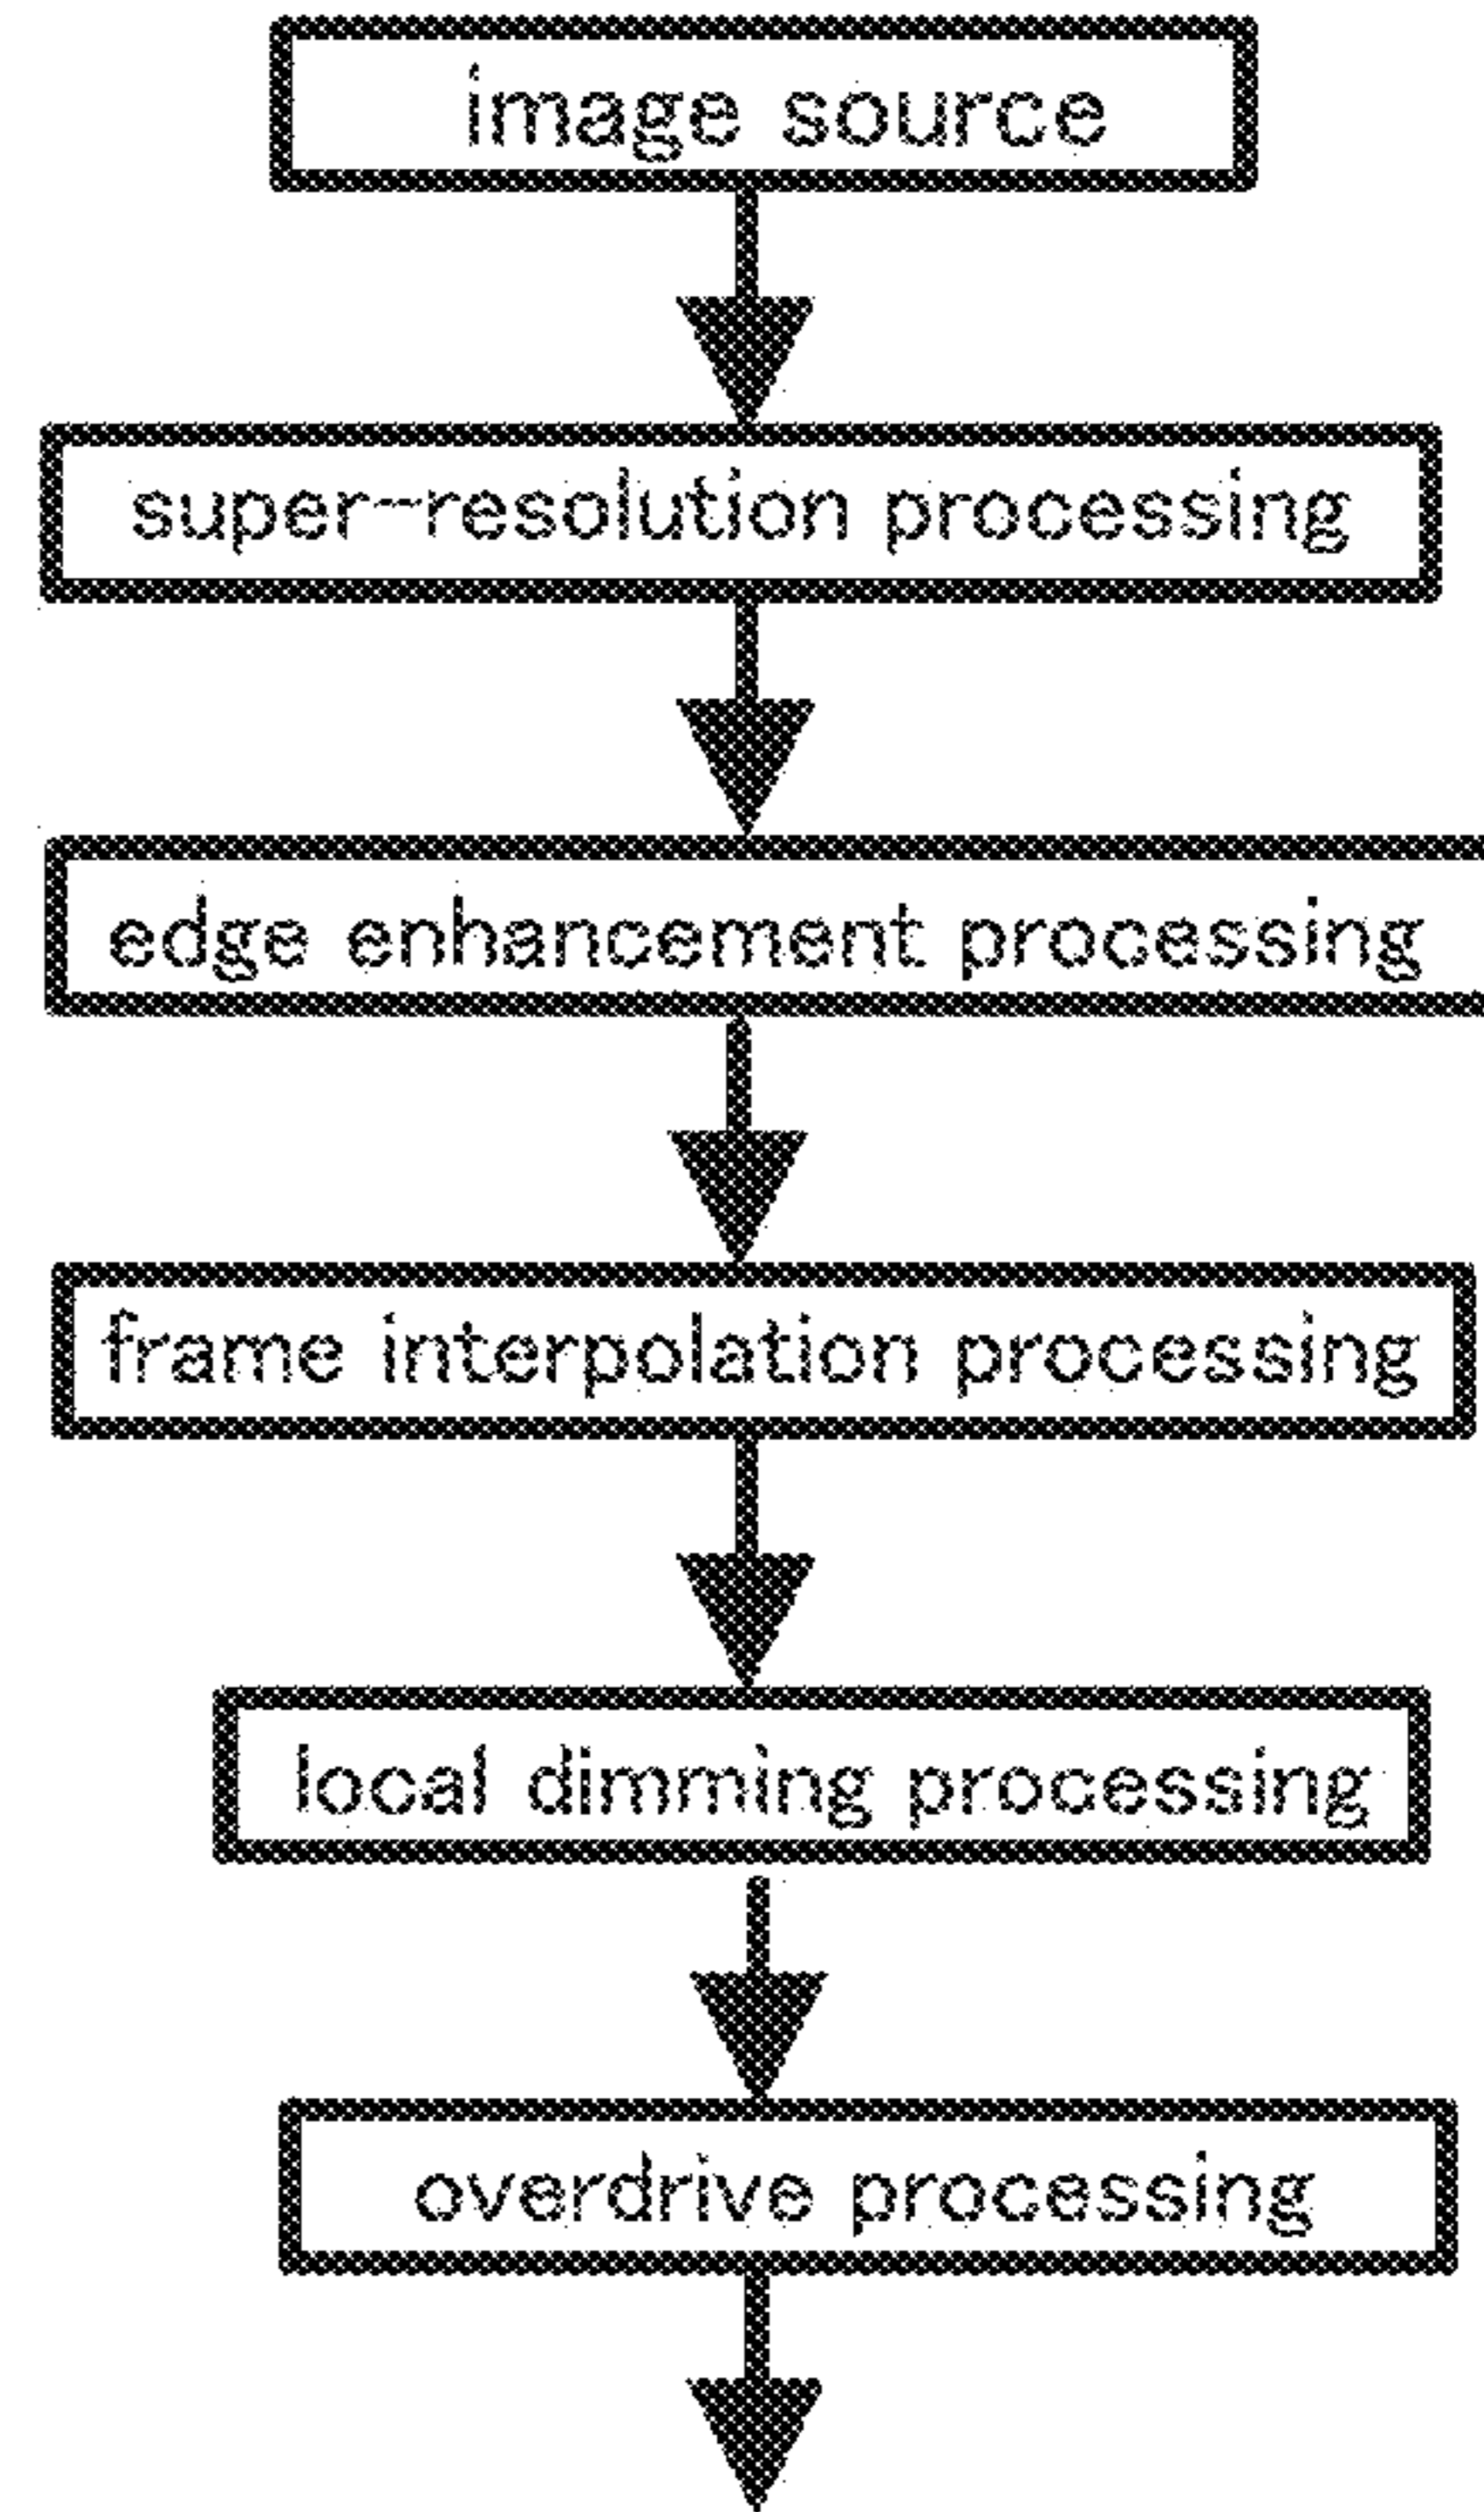 image source
super-resolution processing
edge enhancement processing
frame interpolation processing
local dimming processing
overdrive processing